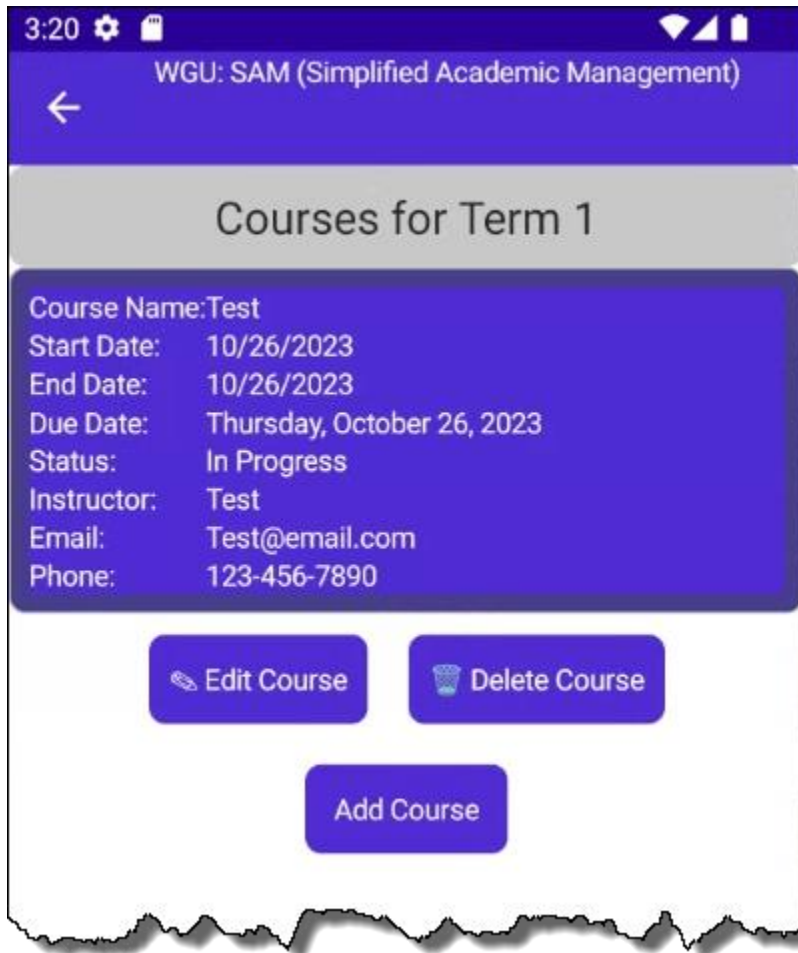 3:20
WGU: SAM (Simplified Academic Management)
Courses for Term 1
Course Name:Test
Start Date: 10/26/2023
End Date: 10/26/2023
Due Date: Thursday, October 26, 2023
Status: In Progress
Instructor: Test
Email: Test@email.com
Phone: 123-456-7890
✎ Edit Course 🗑️ Delete Course
Add Course